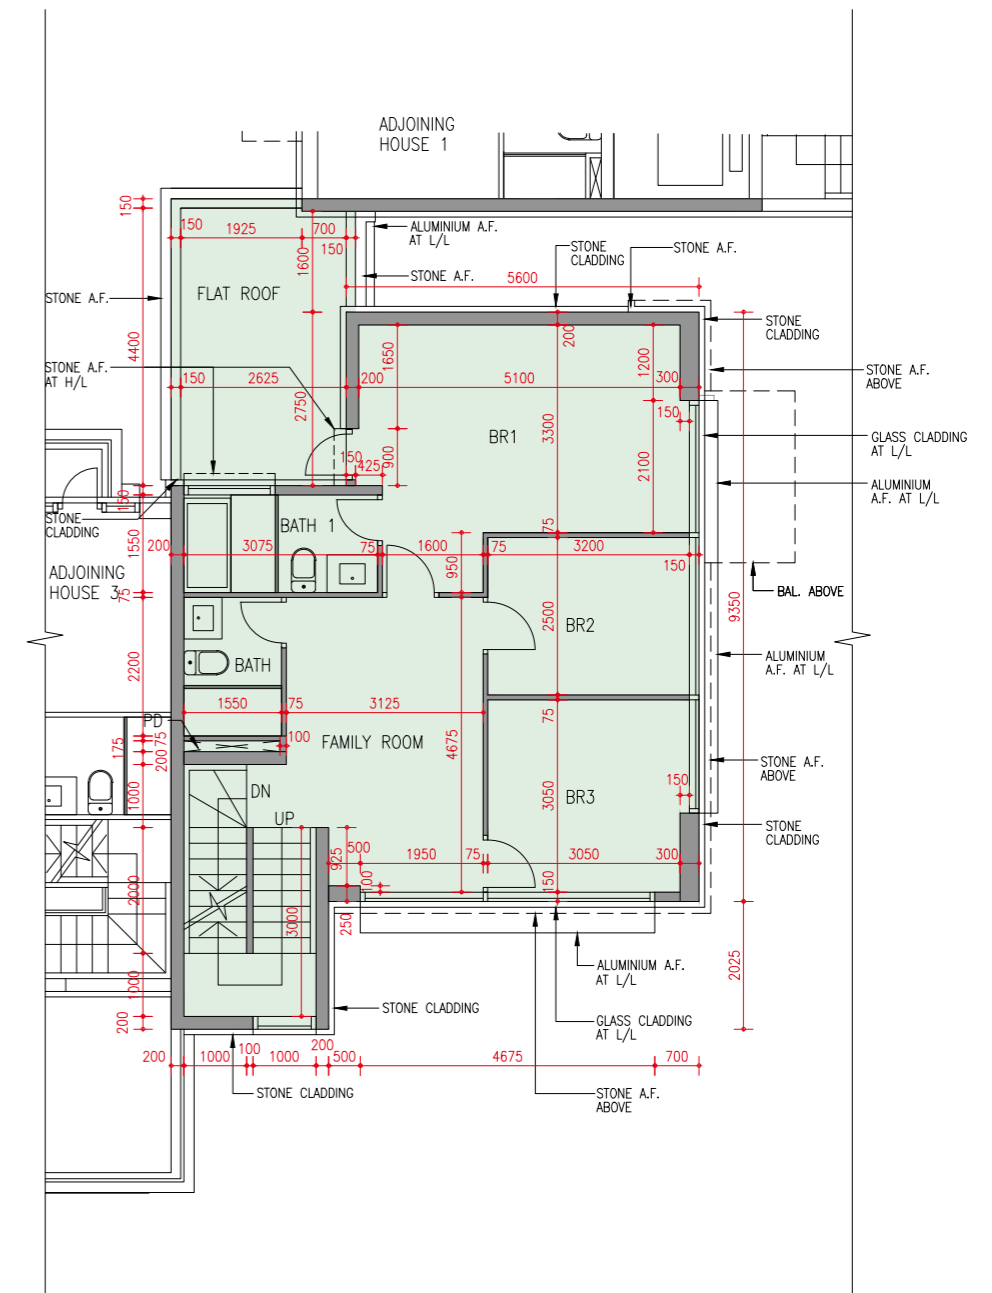 ADJOINING
HOUSE 1
150
150
1925
700
150
1600
ALUMINIUM A.F.
AT L/L
STONE
CLADDING
STONE A.F.
STONE A.F.
5600
FLAT ROOF
STONE A.F.
STONE
CLADDING
200
1650
1200
4400
STONE A.F.
AT H/L
STONE A.F.
ABOVE
150
2625
200
5100
300
2750
150
3300
BR1
GLASS CLADDING
AT L/L
150
425
900
2100
ALUMINIUM
A.F. AT L/L
150
STONE
CLADDING
BATH 1
75
1550
200
3075
75
1600
75
3200
150
950
ADJOINING
HOUSE 3
75
BAL. ABOVE
2500
9350
BR2
2200
BATH
ALUMINIUM
A.F. AT L/L
1550
75
3125
75
PD
100
FAMILY ROOM
4675
175
75
200
STONE A.F.
ABOVE
1000
DN
150
3050
BR3
UP
STONE
CLADDING
925
500
1950
75
3050
300
100
150
2000
3000
250
ALUMINIUM A.F.
AT L/L
2025
1000
STONE CLADDING
GLASS CLADDING
AT L/L
200
200
1000
100
1000
200
500
4675
700
STONE CLADDING
STONE A.F.
ABOVE